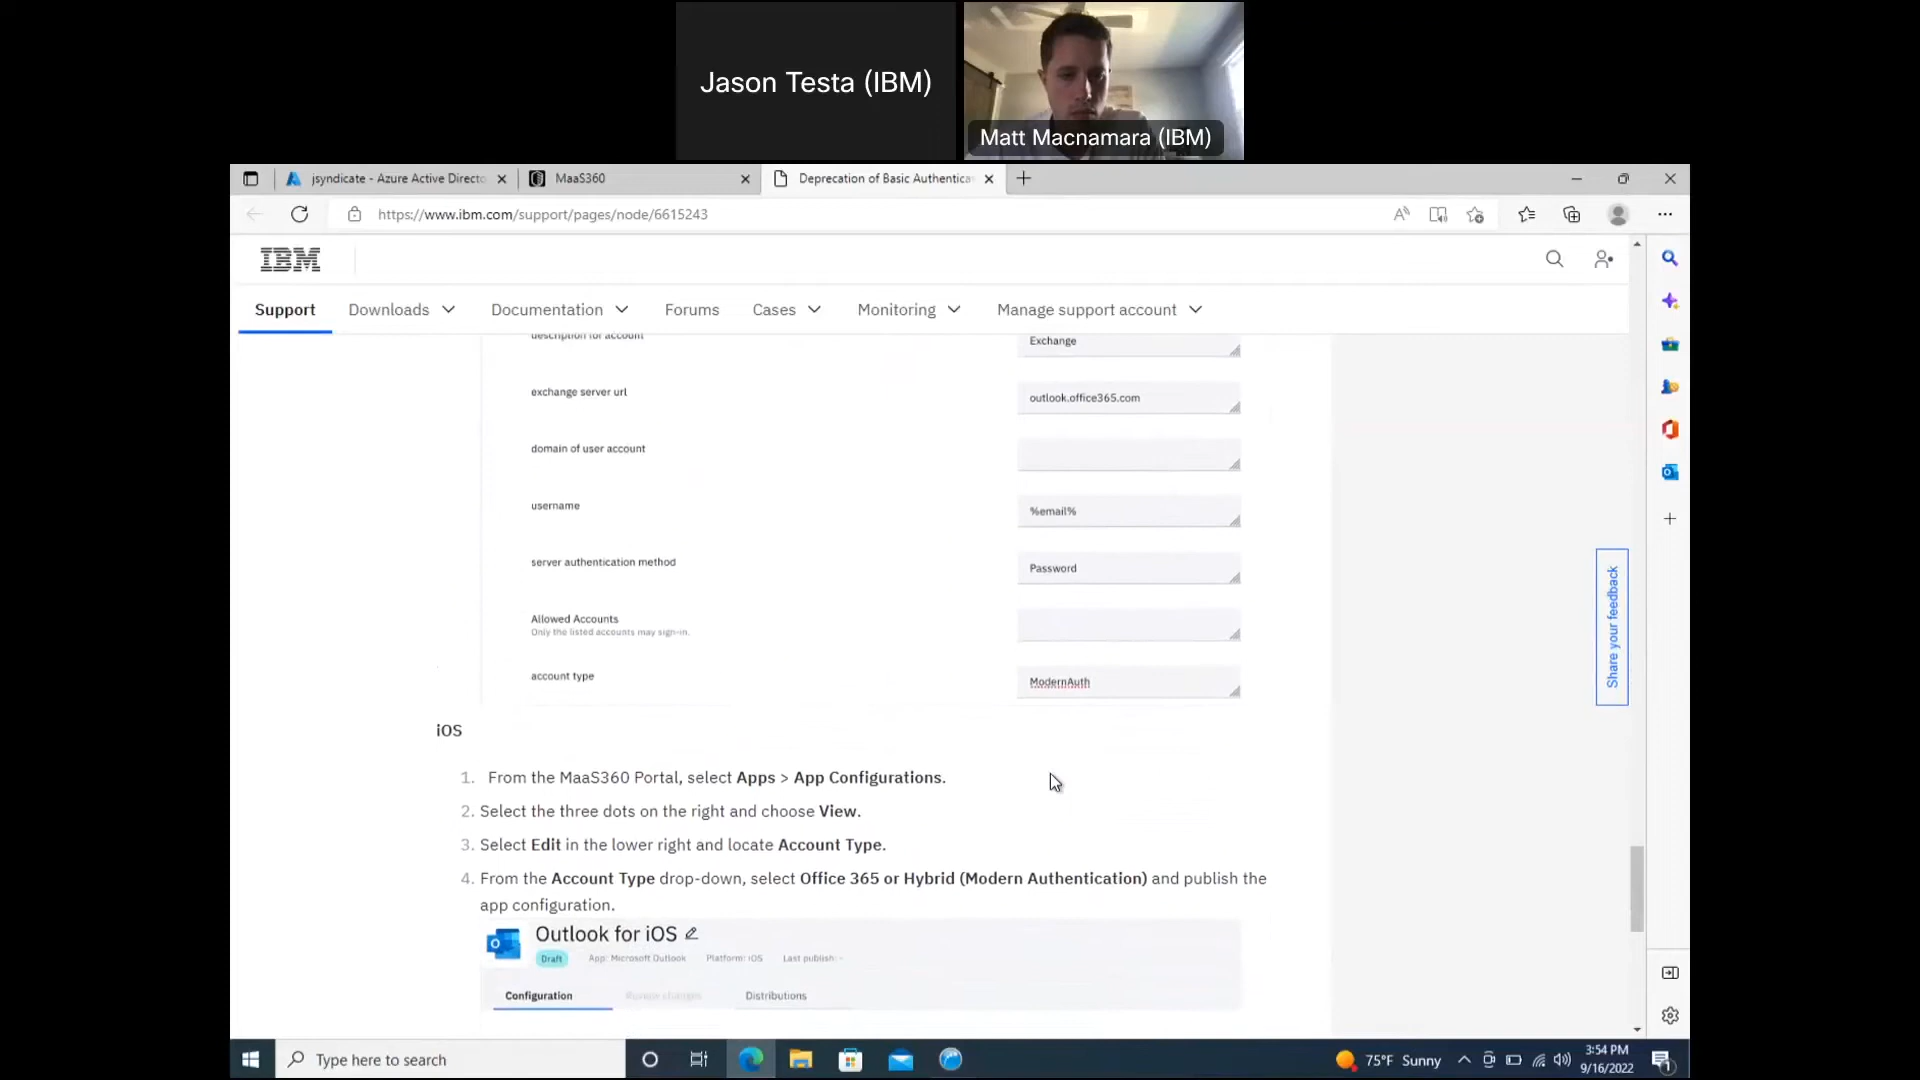 Jason Testa (IBM)
Matt Macnamara (IBM)
jsyndicate - Azure Active Directo
MaaS360
Deprecation of Basic Authentica
https://www.ibm.com/support/pages/node/6615243
IBM
Support
Downloads
Documentation
Forums
Cases
Monitoring
Manage support account
description for account
Exchange
exchange server url
outlook.office365.com
domain of user account
username
%email%
server authentication method
Password
Allowed Accounts
Only the listed accounts may sign-in.
account type
ModernAuth
Share your feedback
iOS
1. From the MaaS360 Portal, select Apps > App Configurations.
2. Select the three dots on the right and choose View.
3. Select Edit in the lower right and locate Account Type.
4. From the Account Type drop-down, select Office 365 or Hybrid (Modern Authentication) and publish the
app configuration.
Outlook for iOS
Draft
App: Microsoft Outlook
Platform: iOS
Last publish: -
Configuration
Distributions
Type here to search
75°F Sunny
3:54 PM
9/16/2022
1